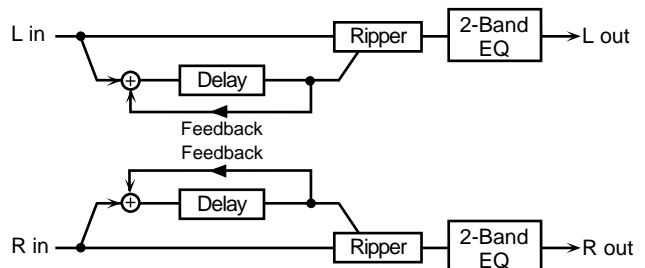 L in
Ripper
2-Band
EQ
L out
+
Delay
Feedback
Feedback
+
Delay
R in
Ripper
2-Band
EQ
R out